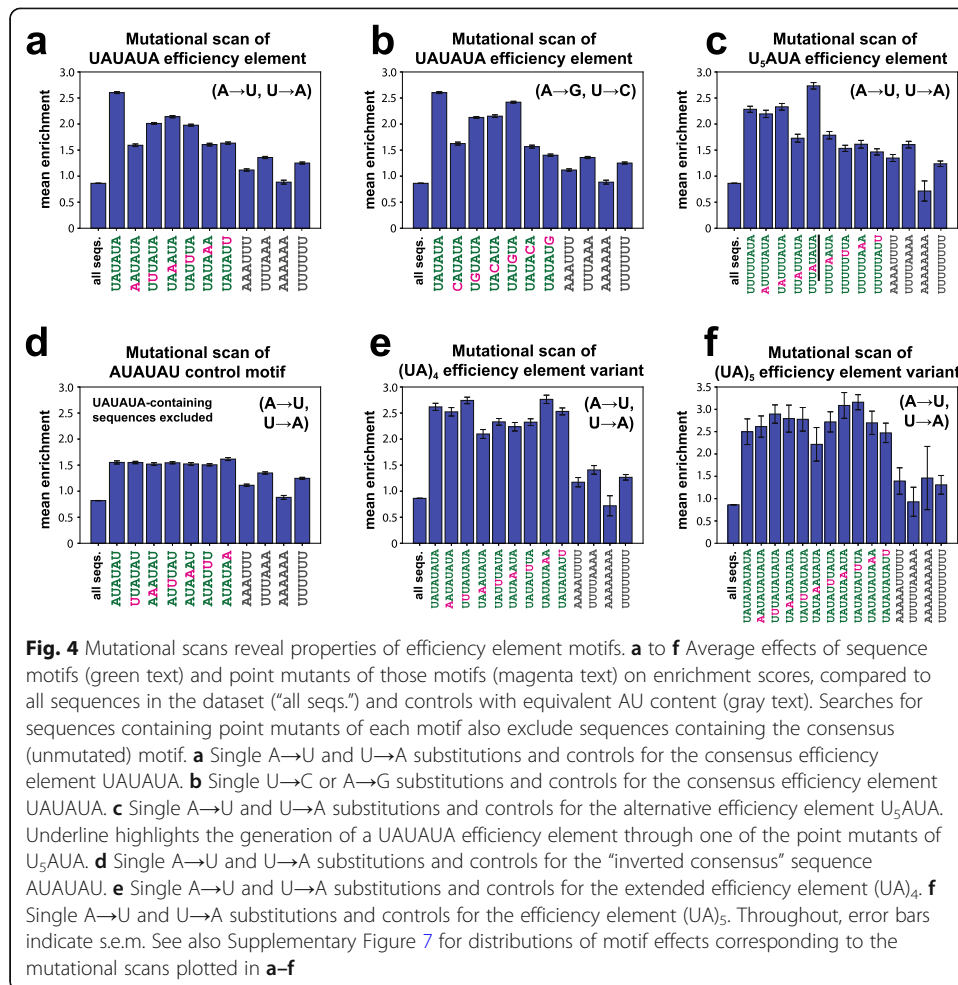 a
Mutational scan of
UAUAUA efficiency element
(A→U, U→A)
mean enrichment
3.0
2.5
2.0
1.5
1.0
0.5
0
all seqs.
UAUAUA
AAUAUA
UUUAUA
UAAAUA
UAUUUA
UAUAAA
UAUAUU
AAAUUU
UUUAAA
AAAAAA
UUUUUU
b
Mutational scan of
UAUAUA efficiency element
(A→G, U→C)
mean enrichment
3.0
2.5
2.0
1.5
1.0
0.5
0
all seqs.
UAUAUA
CAUAUA
UGUAUA
UACAUA
UAUGUA
UAUACA
UAUAUG
AAAUUU
UUUAAA
AAAAAA
UUUUUU
c
Mutational scan of
U₅AUA efficiency element
(A→U, U→A)
mean enrichment
3.0
2.5
2.0
1.5
1.0
0.5
0
all seqs.
UUUUUAUA
AUUUUAUA
UAUUUAUA
UUAUUAUA
UUUAUAUA
UUUUAAUA
UUUUUUUA
UUUUUAAA
UUUUUAUU
AAAAUUUU
UUUUAAAA
AAAAAAAA
UUUUUUUU
d
Mutational scan of
AUAUAU control motif
UAUAUA-containing
sequences excluded
(A→U,
U→A)
mean enrichment
3.0
2.5
2.0
1.5
1.0
0.5
0
all seqs.
AUAUAU
UUAUAU
AAAUAU
AUUUAU
AUAAAU
AUAUUU
AUAUAA
AAAUUU
UUUAAA
AAAAAA
UUUUUU
e
Mutational scan of
(UA)₄ efficiency element variant
(A→U,
U→A)
mean enrichment
3.0
2.5
2.0
1.5
1.0
0.5
0
all seqs.
UAUAUAUA
AAUAUAUA
UUUAUAUA
UAAAUAUA
UAUUUAUA
UAUAAAUA
UAUAUUUA
UAUAUAAA
UAUAUAUU
AAAAUUUU
UUUUAAAA
AAAAAAAA
UUUUUUUU
f
Mutational scan of
(UA)₅ efficiency element variant
(A→U,
U→A)
mean enrichment
3.5
3.0
2.5
2.0
1.5
1.0
0.5
0
all seqs.
UAUAUAUAUA
AAUAUAUAUA
UUUAUAUAUA
UAAAUAUAUA
UAUUUAUAUA
UAUAAAUAUA
UAUAUUUAUA
UAUAUAAAUA
UAUAUAUUUA
UAUAUAUAAA
UAUAUAUAUU
AAAAAUUUUU
UUUUUAAAAA
AAAAAAAAAA
UUUUUUUUUU
Fig. 4 Mutational scans reveal properties of efficiency element motifs. a to f Average effects of sequence
motifs (green text) and point mutants of those motifs (magenta text) on enrichment scores, compared to
all sequences in the dataset (“all seqs.”) and controls with equivalent AU content (gray text). Searches for
sequences containing point mutants of each motif also exclude sequences containing the consensus
(unmutated) motif. a Single A→U and U→A substitutions and controls for the consensus efficiency
element UAUAUA. b Single U→C or A→G substitutions and controls for the consensus efficiency element
UAUAUA. c Single A→U and U→A substitutions and controls for the alternative efficiency element U₅AUA.
Underline highlights the generation of a UAUAUA efficiency element through one of the point mutants of
U₅AUA. d Single A→U and U→A substitutions and controls for the “inverted consensus” sequence
AUAUAU. e Single A→U and U→A substitutions and controls for the extended efficiency element (UA)₄. f
Single A→U and U→A substitutions and controls for the efficiency element (UA)₅. Throughout, error bars
indicate s.e.m. See also Supplementary Figure 7 for distributions of motif effects corresponding to the
mutational scans plotted in a–f